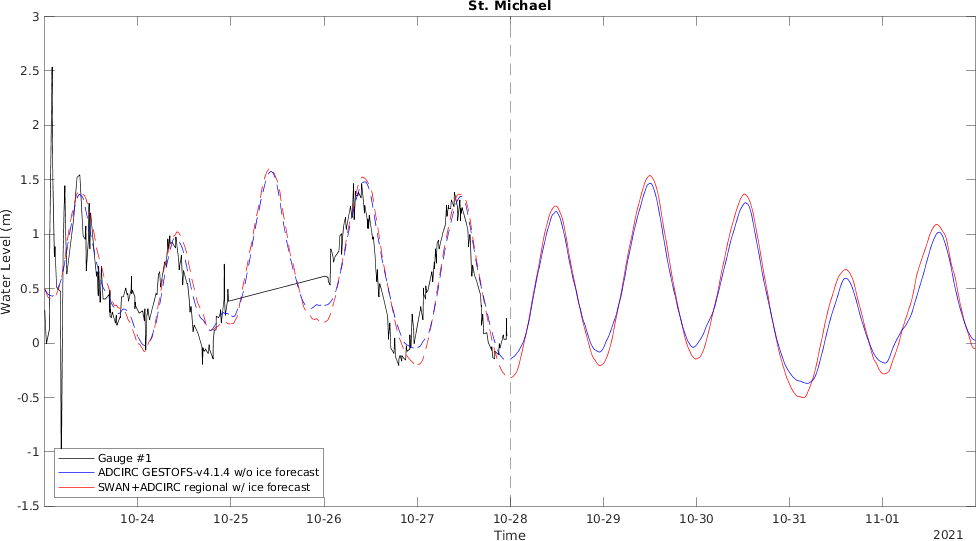 St. Michael
3
2.5
2
1.5
1
0.5
0
-0.5
-1
-1.5
Water Level (m)
Gauge #1
ADCIRC GESTOFS-v4.1.4 w/o ice forecast
SWAN+ADCIRC regional w/ ice forecast
10-24 10-25 10-26 10-27 10-28 10-29 10-30 10-31 11-01
Time
2021